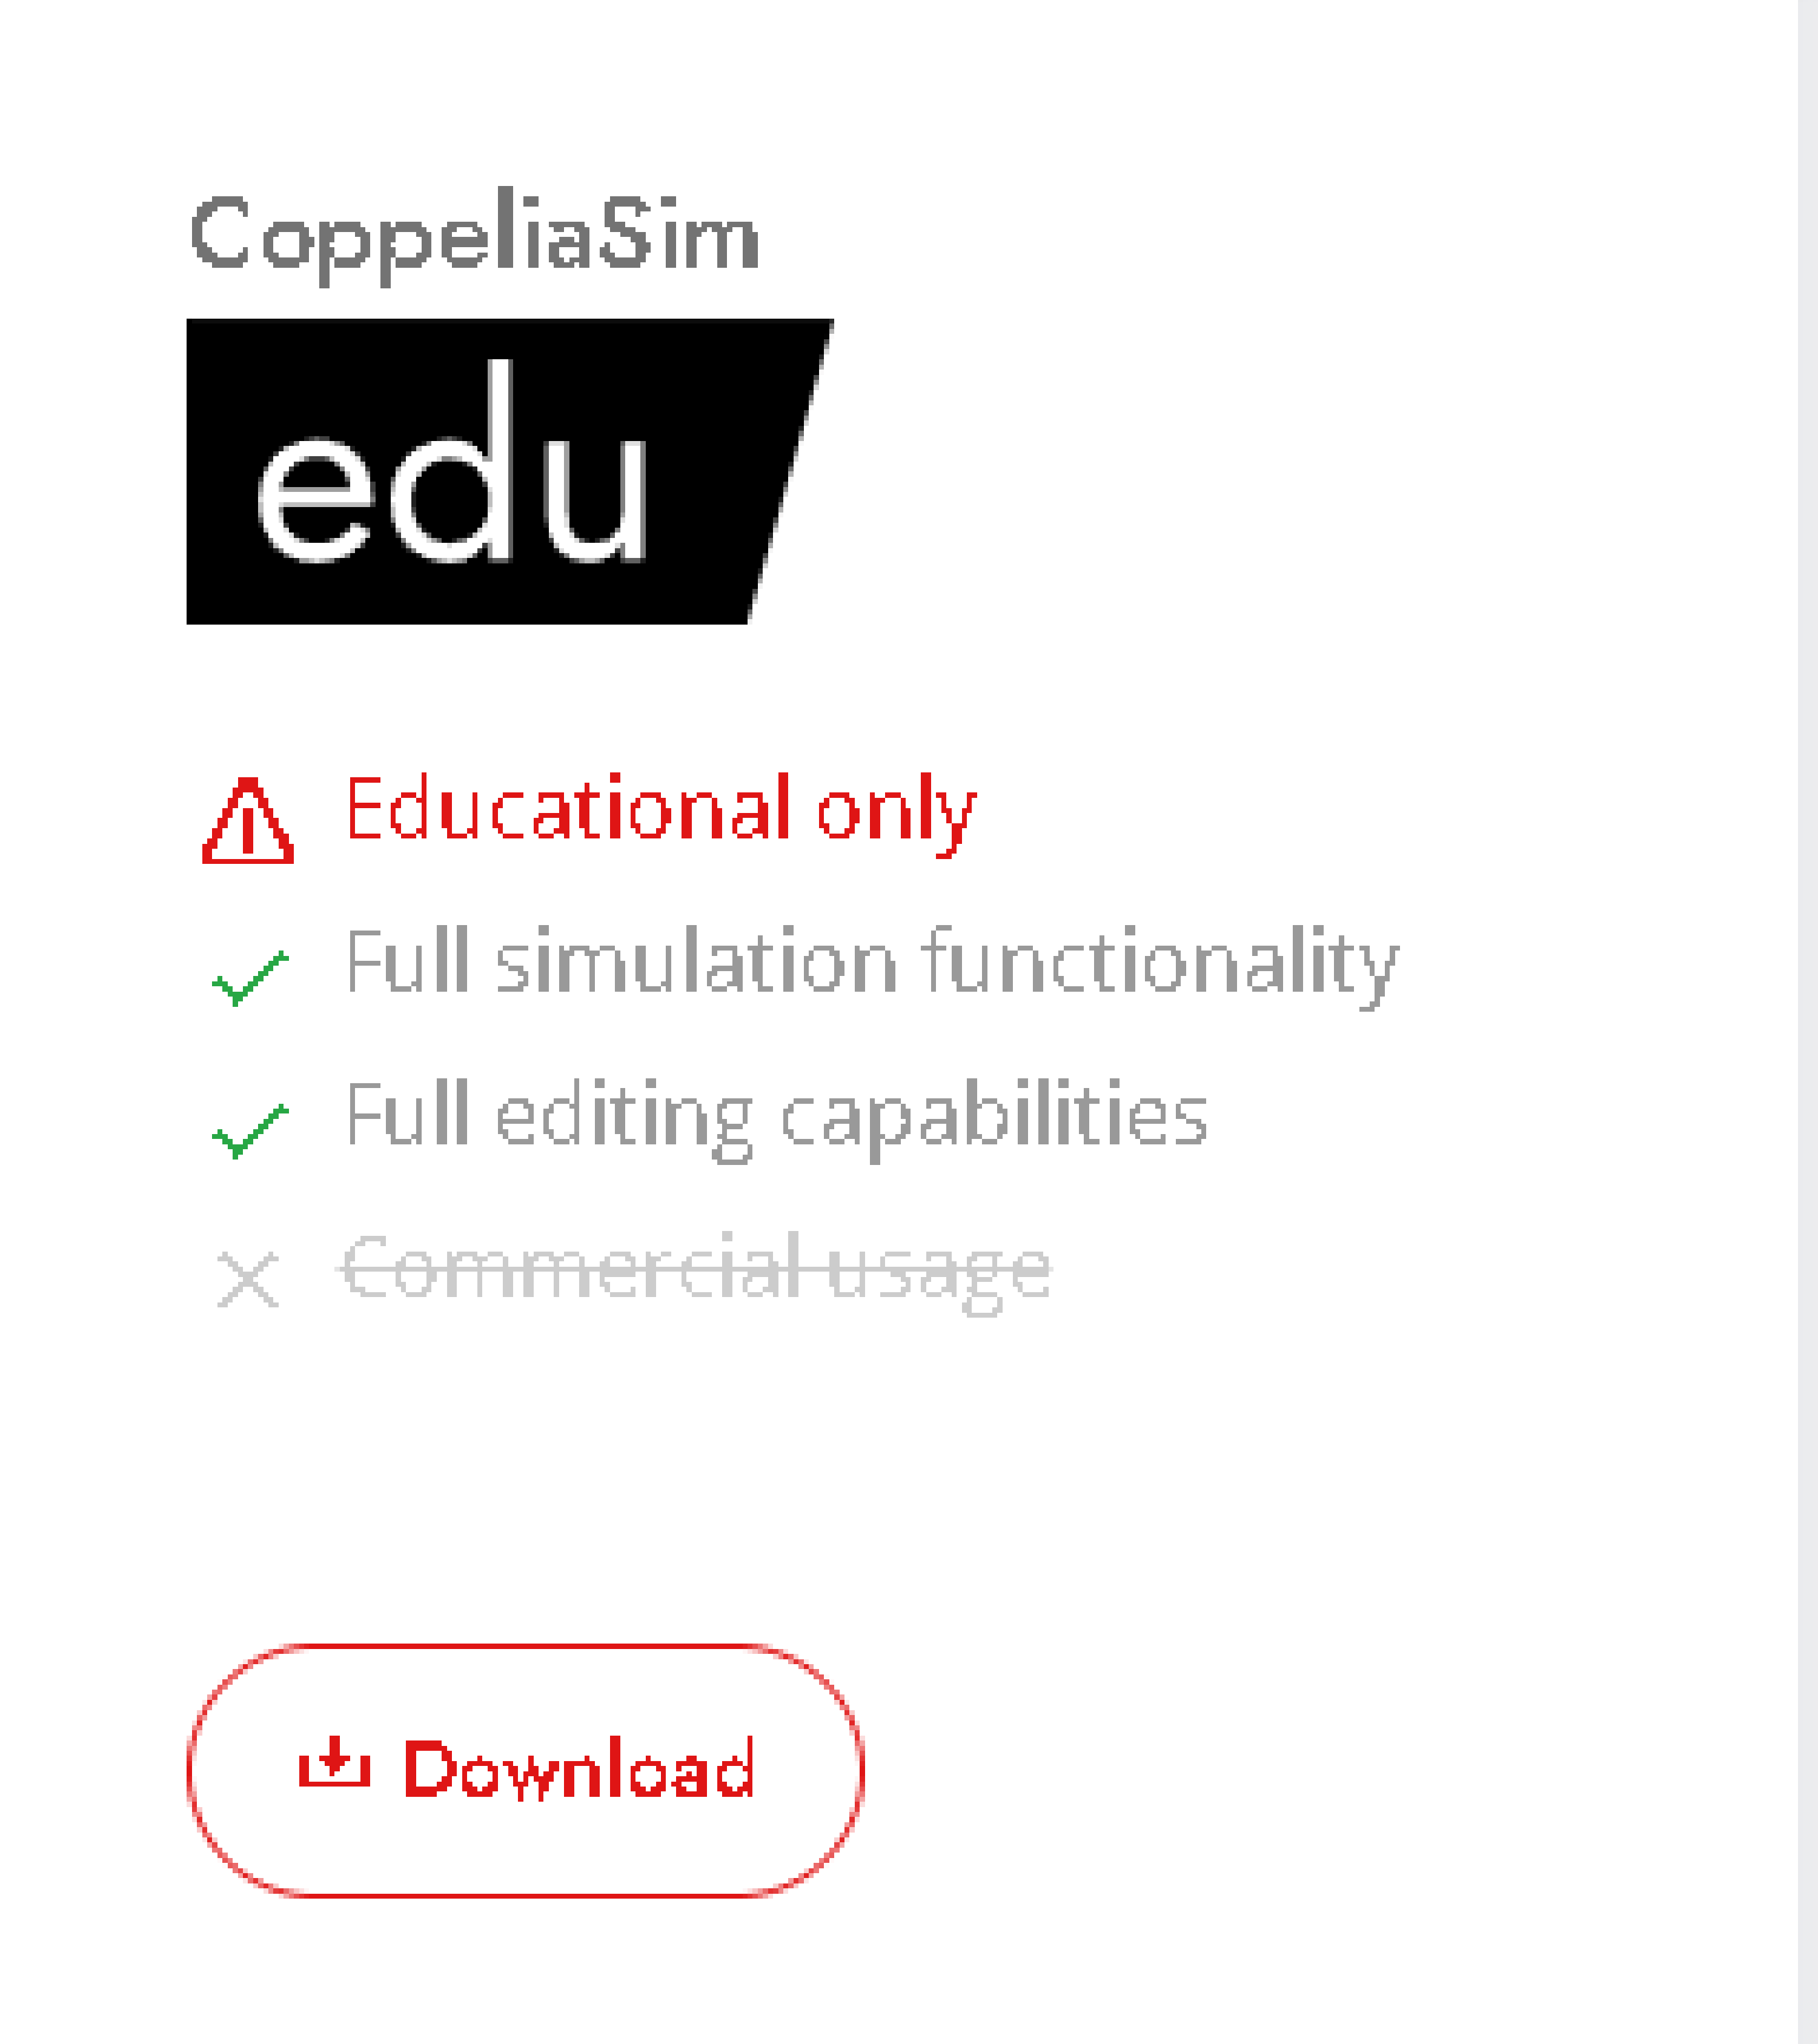 CoppeliaSim
edu
Educational only
Full simulation functionality
Full editing capabilities
Commercial usage
Download